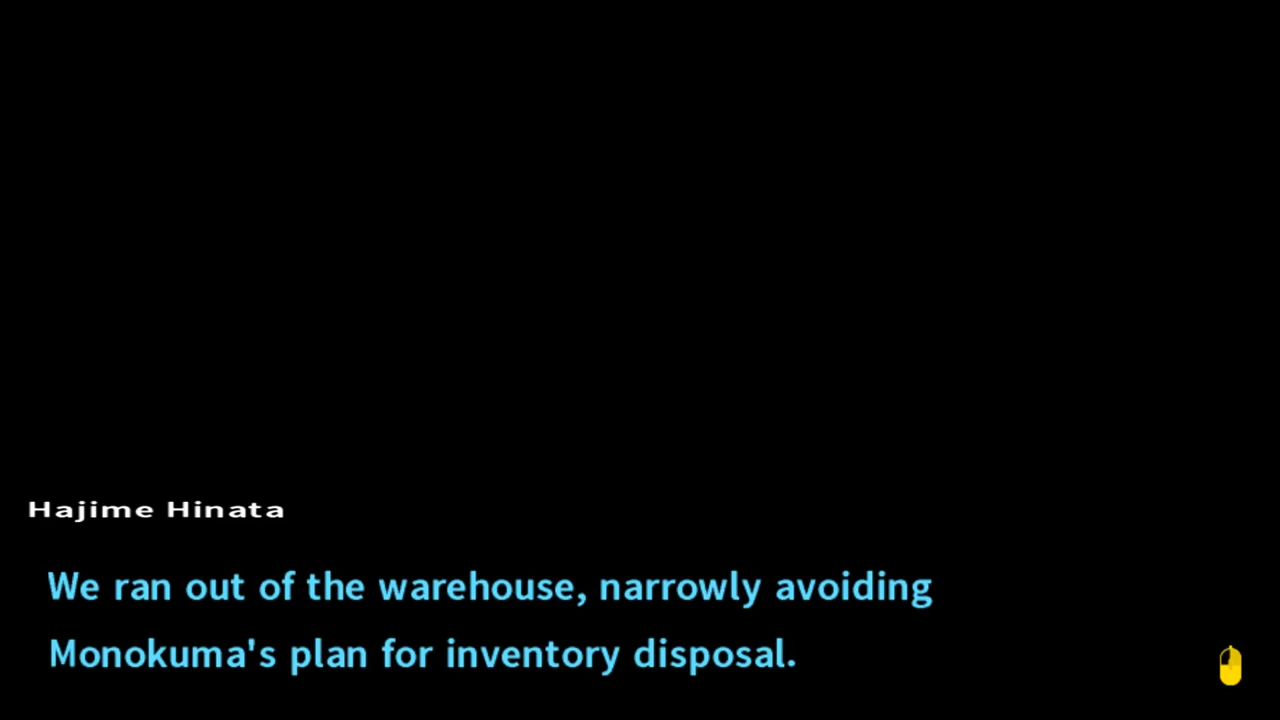 Hajime Hinata
We ran out of the warehouse, narrowly avoiding
Monokuma's plan for inventory disposal.